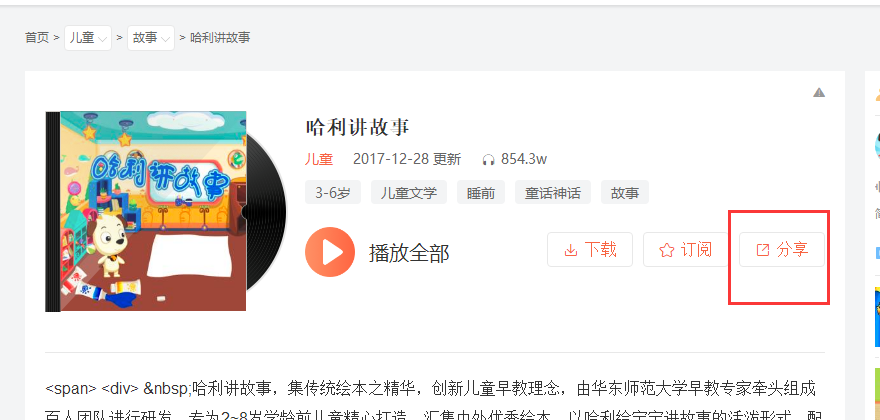 首页 > 儿童 > 故事 > 哈利讲故事
哈利讲故事
哈利讲故事
儿童 2017-12-28 更新 854.3w
3-6岁 儿童文学 睡前 童话神话 故事
播放全部 下载 订阅 分享
<span> <div> &nbsp;哈利讲故事，集传统绘本之精华，创新儿童早教理念，由华东师范大学早教专家牵头组成
百人团队进行研发，专为2~8岁学龄前儿童精心打造，汇集中外优秀绘本，以哈利给宝宝讲故事的活泼形式，配